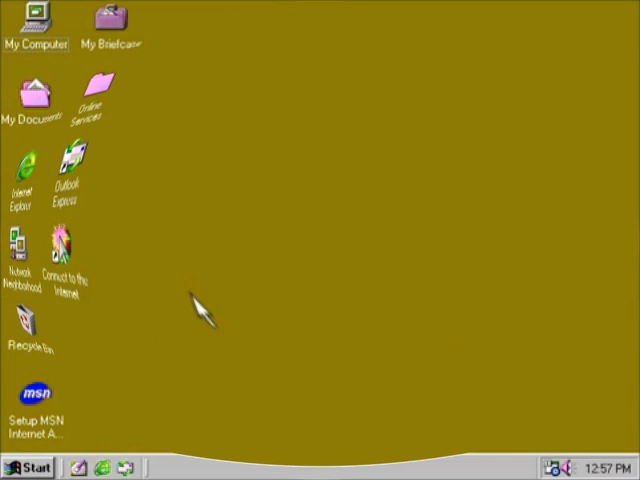 My Computer
My Briefcase
My Documents
Online
Services
Internet
Explorer
Outlook
Express
Network
Neighborhood
Connect to the
Internet
Recycle Bin
msn
Setup MSN
Internet A...
Start
12:57 PM